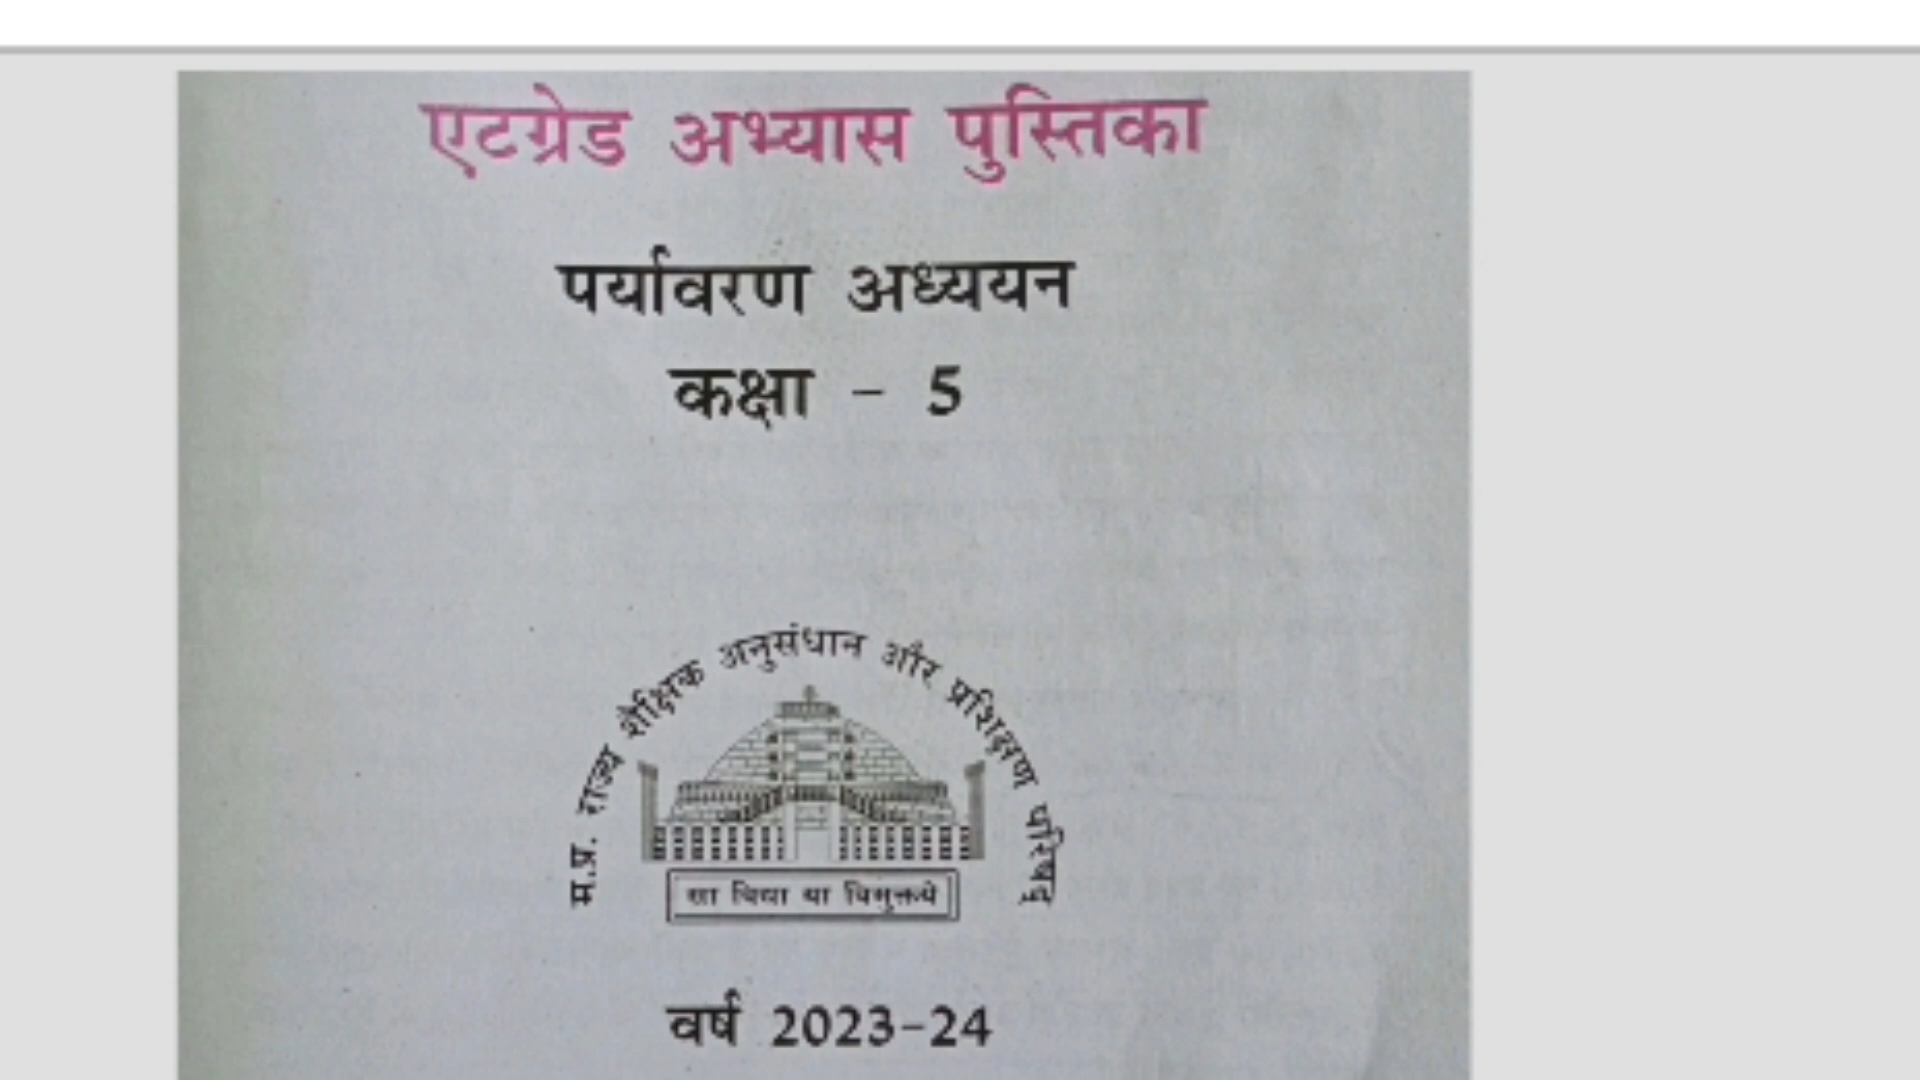 एटग्रेड अभ्यास पुस्तिका
पर्यावरण अध्ययन
कक्षा - 5
म.प्र. राज्य शैक्षिक अनुसंधान और प्रशिक्षण परिषद्
सा विद्या या विमुक्तये
वर्ष 2023-24